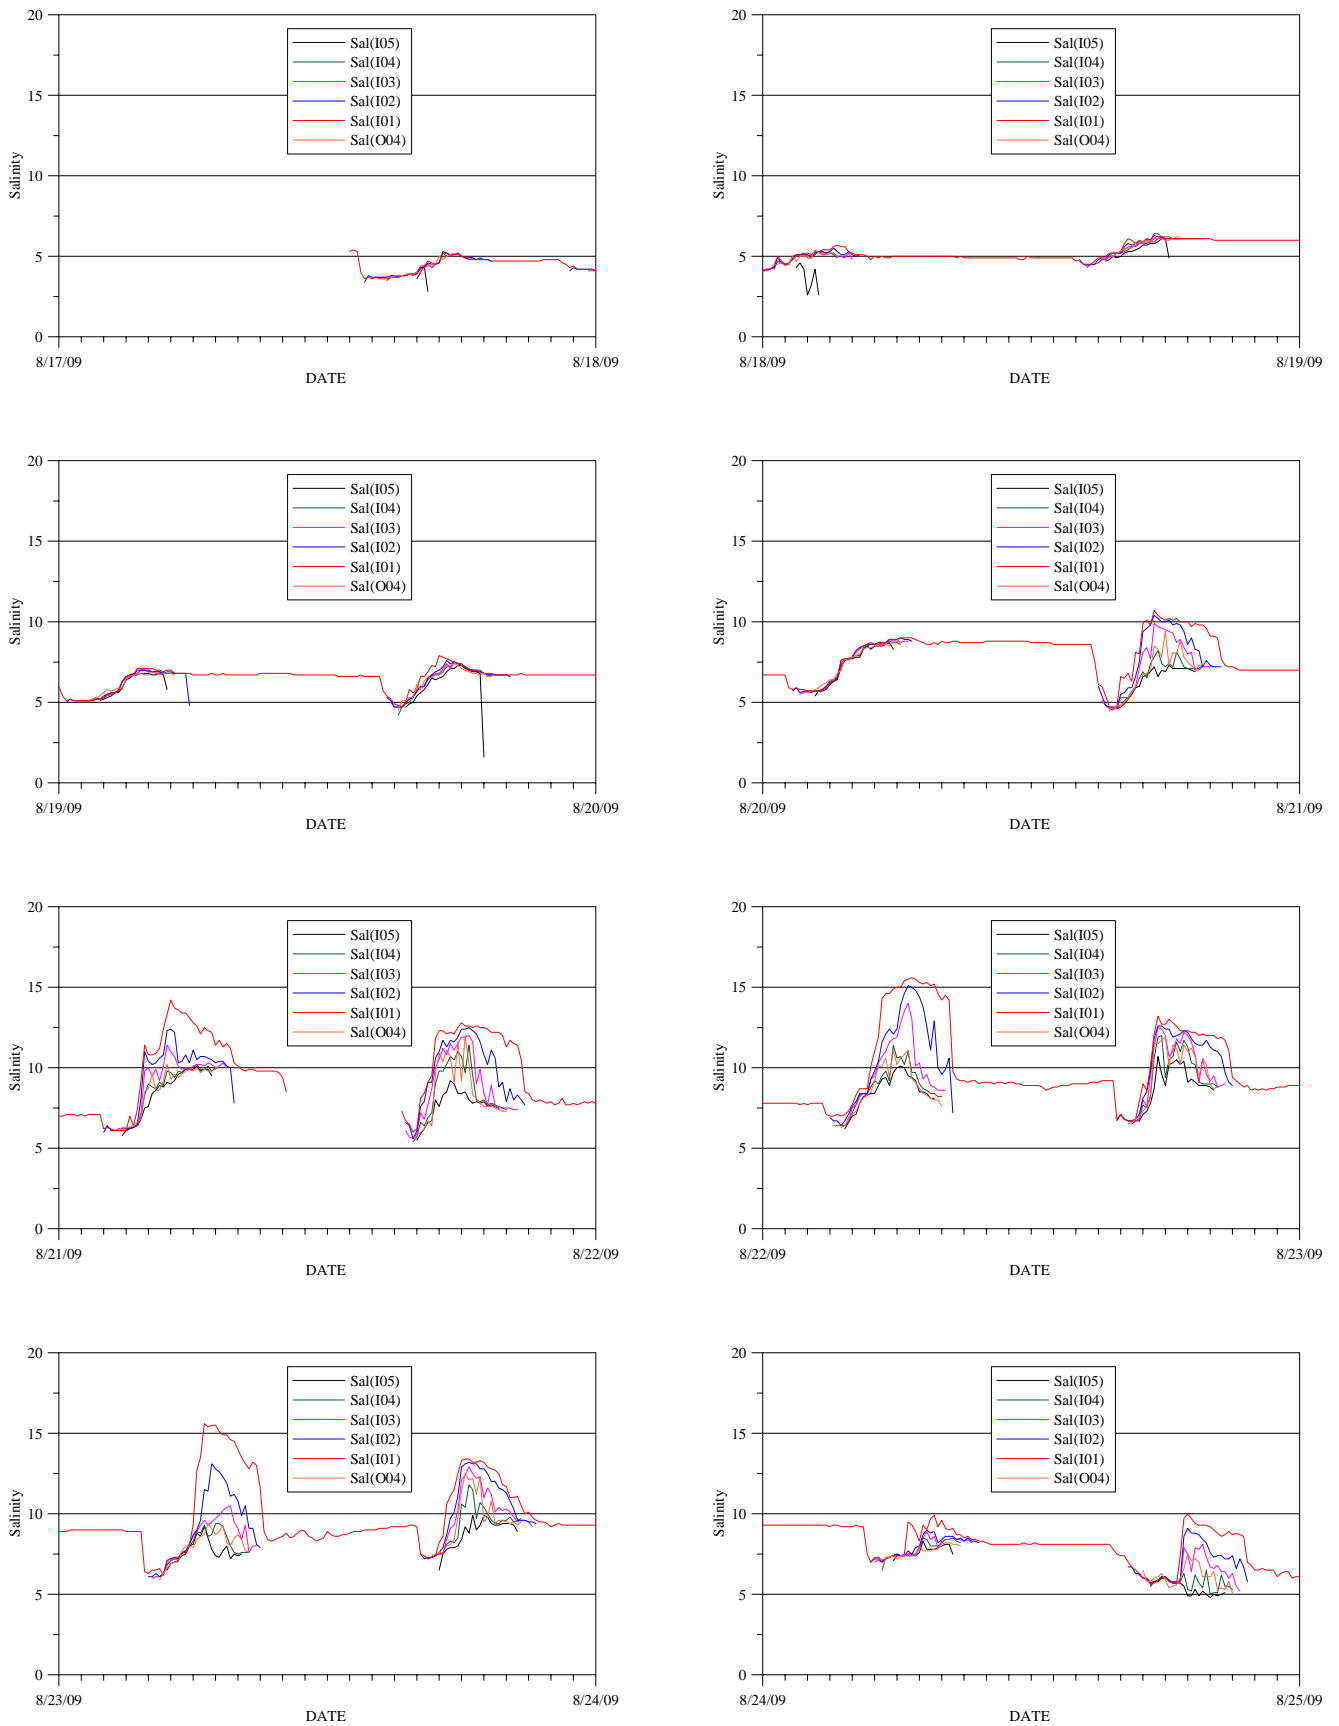 20
15
10
5
0
Salinity
Sal(I05)
Sal(I04)
Sal(I03)
Sal(I02)
Sal(I01)
Sal(O04)
8/17/09
8/18/09
DATE
20
15
10
5
0
Salinity
Sal(I05)
Sal(I04)
Sal(I03)
Sal(I02)
Sal(I01)
Sal(O04)
8/18/09
8/19/09
DATE
20
15
10
5
0
Salinity
Sal(I05)
Sal(I04)
Sal(I03)
Sal(I02)
Sal(I01)
Sal(O04)
8/19/09
8/20/09
DATE
20
15
10
5
0
Salinity
Sal(I05)
Sal(I04)
Sal(I03)
Sal(I02)
Sal(I01)
Sal(O04)
8/20/09
8/21/09
DATE
20
15
10
5
0
Salinity
Sal(I05)
Sal(I04)
Sal(I03)
Sal(I02)
Sal(I01)
Sal(O04)
8/21/09
8/22/09
DATE
20
15
10
5
0
Salinity
Sal(I05)
Sal(I04)
Sal(I03)
Sal(I02)
Sal(I01)
Sal(O04)
8/22/09
8/23/09
DATE
20
15
10
5
0
Salinity
Sal(I05)
Sal(I04)
Sal(I03)
Sal(I02)
Sal(I01)
Sal(O04)
8/23/09
8/24/09
DATE
20
15
10
5
0
Salinity
Sal(I05)
Sal(I04)
Sal(I03)
Sal(I02)
Sal(I01)
Sal(O04)
8/24/09
8/25/09
DATE